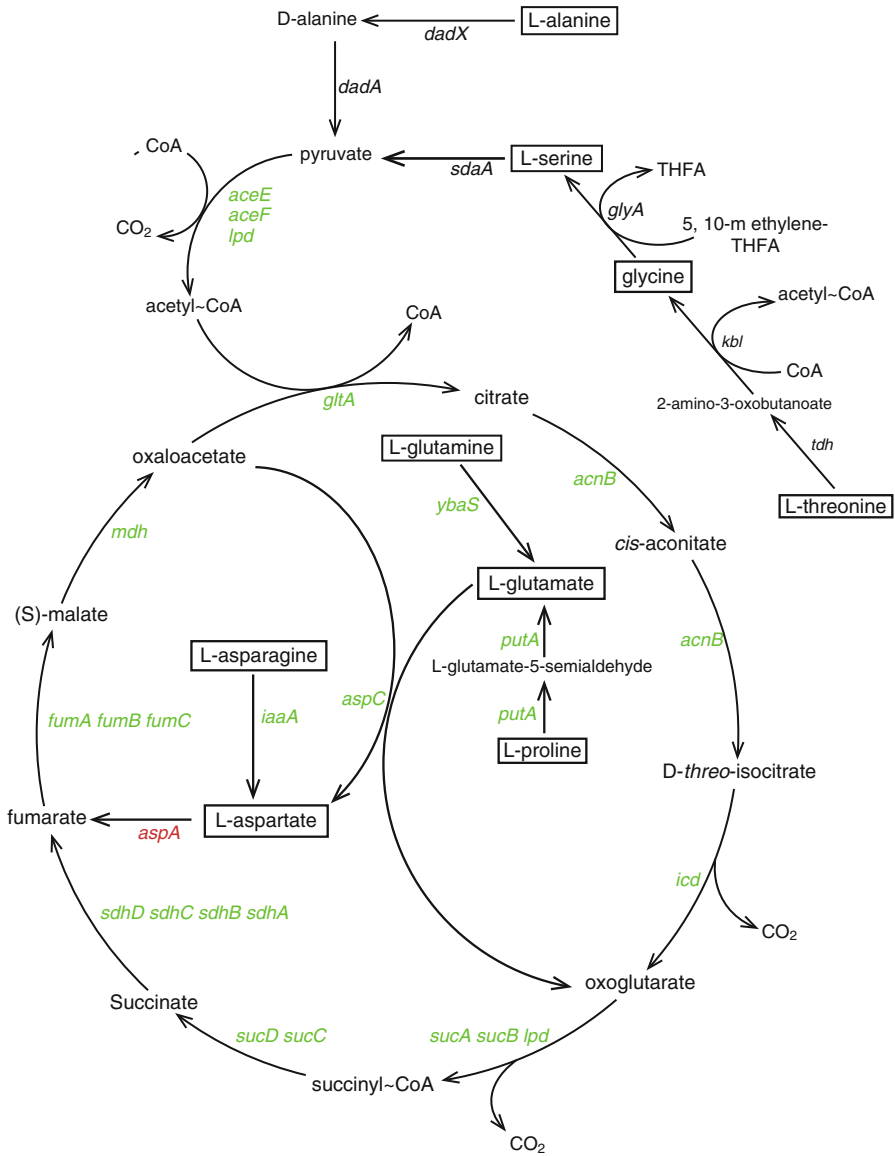 D-alanine
dadX
L-alanine
dadA
CoA
pyruvate
sdaA
L-serine
THFA
aceE
aceF
lpd
CO2
glyA
5, 10-m ethylene-
THFA
glycine
acetyl~CoA
acetyl~CoA
CoA
kbl
CoA
gltA
citrate
2-amino-3-oxobutanoate
tdh
oxaloacetate
L-glutamine
acnB
L-threonine
ybaS
mdh
cis-aconitate
L-glutamate
(S)-malate
putA
acnB
L-asparagine
L-glutamate-5-semialdehyde
aspC
fumA fumB fumC
iaaA
putA
L-proline
D-threo-isocitrate
fumarate
aspA
L-aspartate
icd
sdhD sdhC sdhB sdhA
CO2
oxoglutarate
Succinate
sucD sucC
sucA sucB lpd
succinyl~CoA
CO2